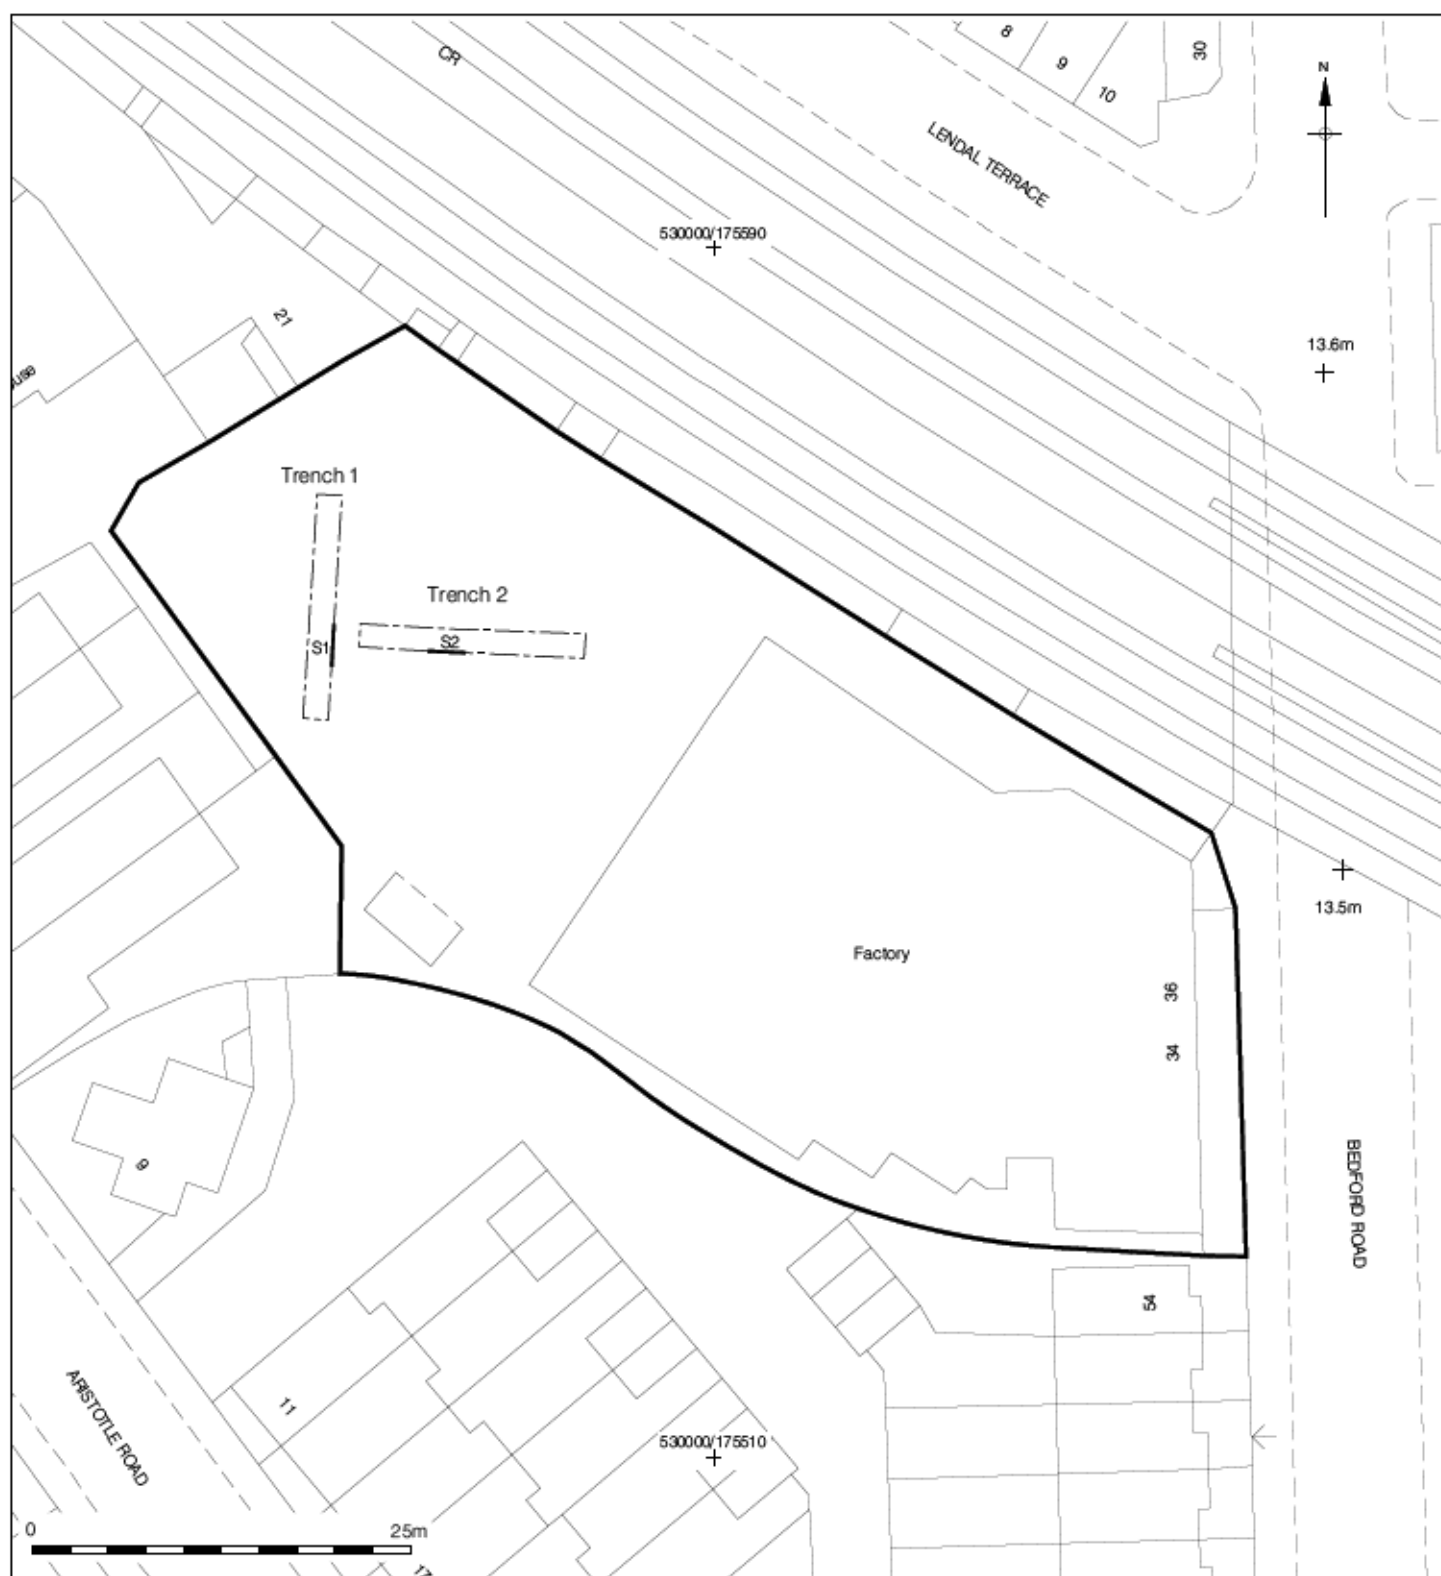 CR
8
9
10
30
N
LENDAL TERRACE
530000/175590
13.6m
21
Trench 1
Trench 2
S1
S2
13.5m
Factory
36
34
9
BEDFORD ROAD
54
11
ARISTOTLE ROAD
530000/175510
0
25m